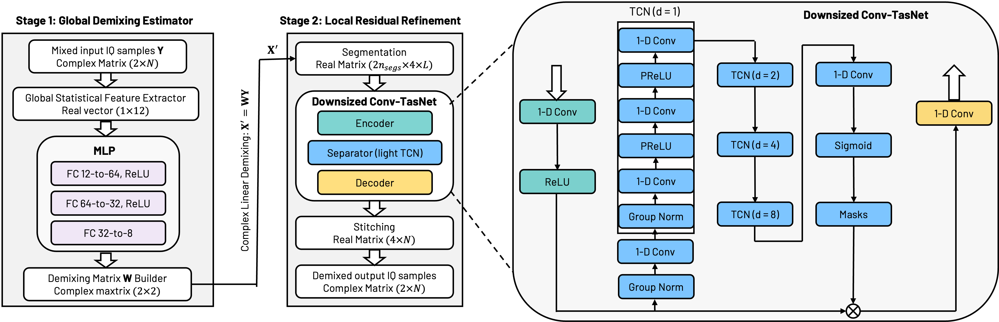 Stage 1: Global Demixing Estimator
Mixed input IQ samples Y
Complex Matrix (2×N)
Global Statistical Feature Extractor
Real vector (1×12)
MLP
FC 12-to-64, ReLU
FC 64-to-32, ReLU
FC 32-to-8
Demixing Matrix W Builder
Complex maxtrix (2×2)
Complex Linear Demixing: X′ = WY
X′
Stage 2: Local Residual Refinement
Segmentation
Real Matrix (2n_segs×4×L)
Downsized Conv-TasNet
Encoder
Separator (light TCN)
Decoder
Stitching
Real Matrix (4×N)
Demixed output IQ samples
Complex Matrix (2×N)
Downsized Conv-TasNet
1-D Conv
ReLU
TCN (d = 1)
1-D Conv
PReLU
1-D Conv
PReLU
1-D Conv
Group Norm
1-D Conv
Group Norm
TCN (d = 2)
TCN (d = 4)
TCN (d = 8)
1-D Conv
Sigmoid
Masks
1-D Conv